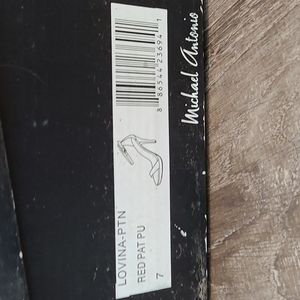 Michael Antonio
8 86544 23694 1
LOVINA-PTN
RED PAT PU
7